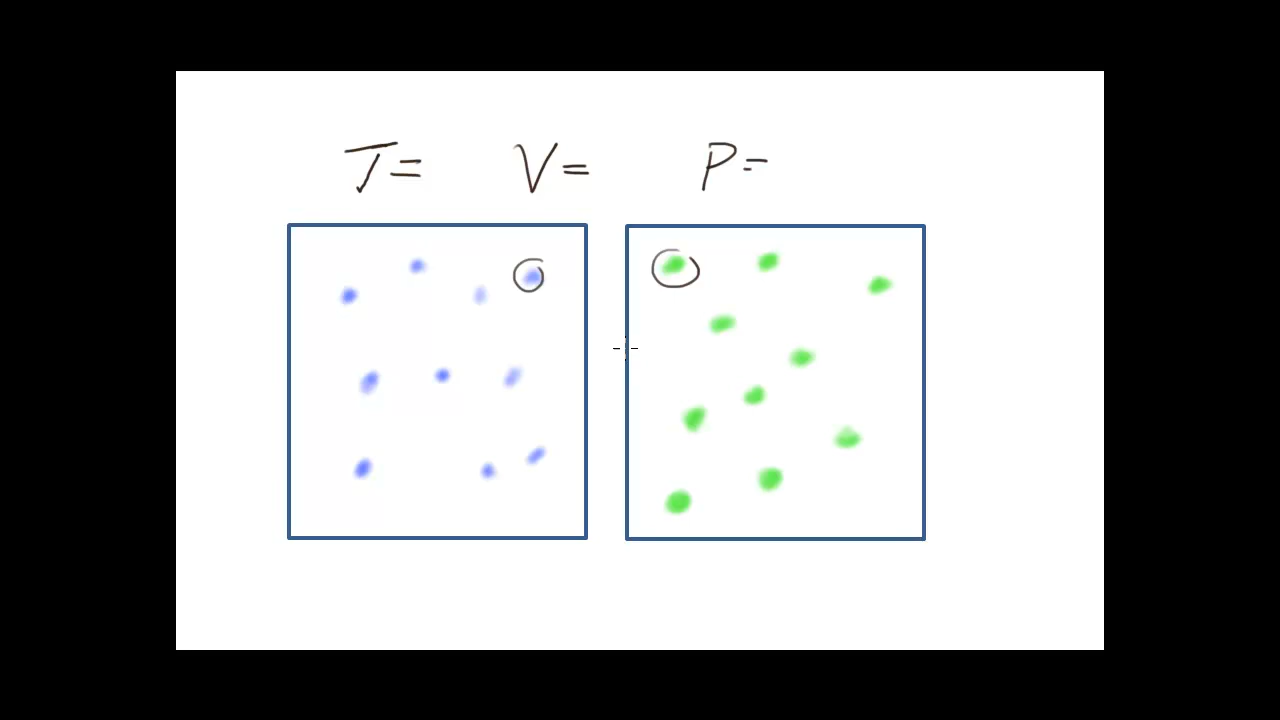 T= V= P=